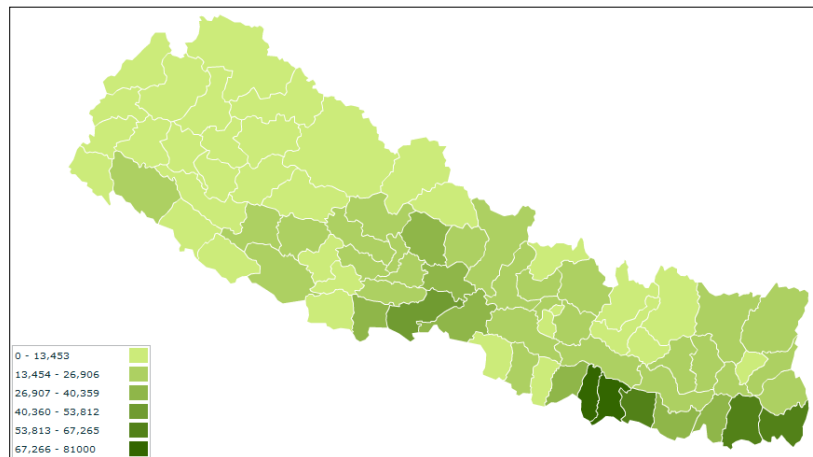 0 - 13,453
13,454 - 26,906
26,907 - 40,359
40,360 - 53,812
53,813 - 67,265
67,266 - 81000